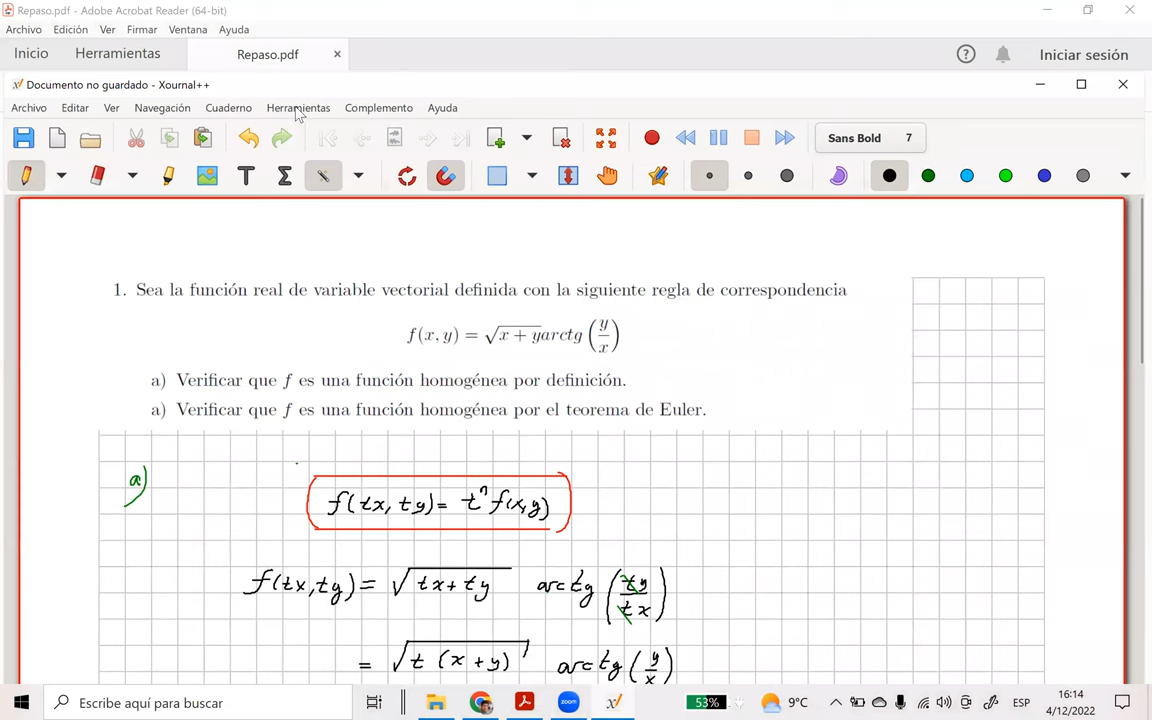 Repaso.pdf - Adobe Acrobat Reader (64-bit)
Archivo Edición Ver Firmar Ventana Ayuda
Inicio Herramientas Repaso.pdf × ? Iniciar sesión
Documento no guardado - Xournal++
Archivo Editar Ver Navegación Cuaderno Herramientas Complemento Ayuda
Sans Bold 7
T Σ
1. Sea la función real de variable vectorial definida con la siguiente regla de correspondencia
f(x, y) = √(x + y) arctg (y/x)
a) Verificar que f es una función homogénea por definición.
a) Verificar que f es una función homogénea por el teorema de Euler.
a)
f(tx, ty) = tⁿ f(x,y)
f(tx,ty) = √(tx+ty) arctg (ty/tx)
= √(t (x+y)) arctg (y/x)
Escribe aquí para buscar zoom 53% 9°C ESP 16:14
4/12/2022